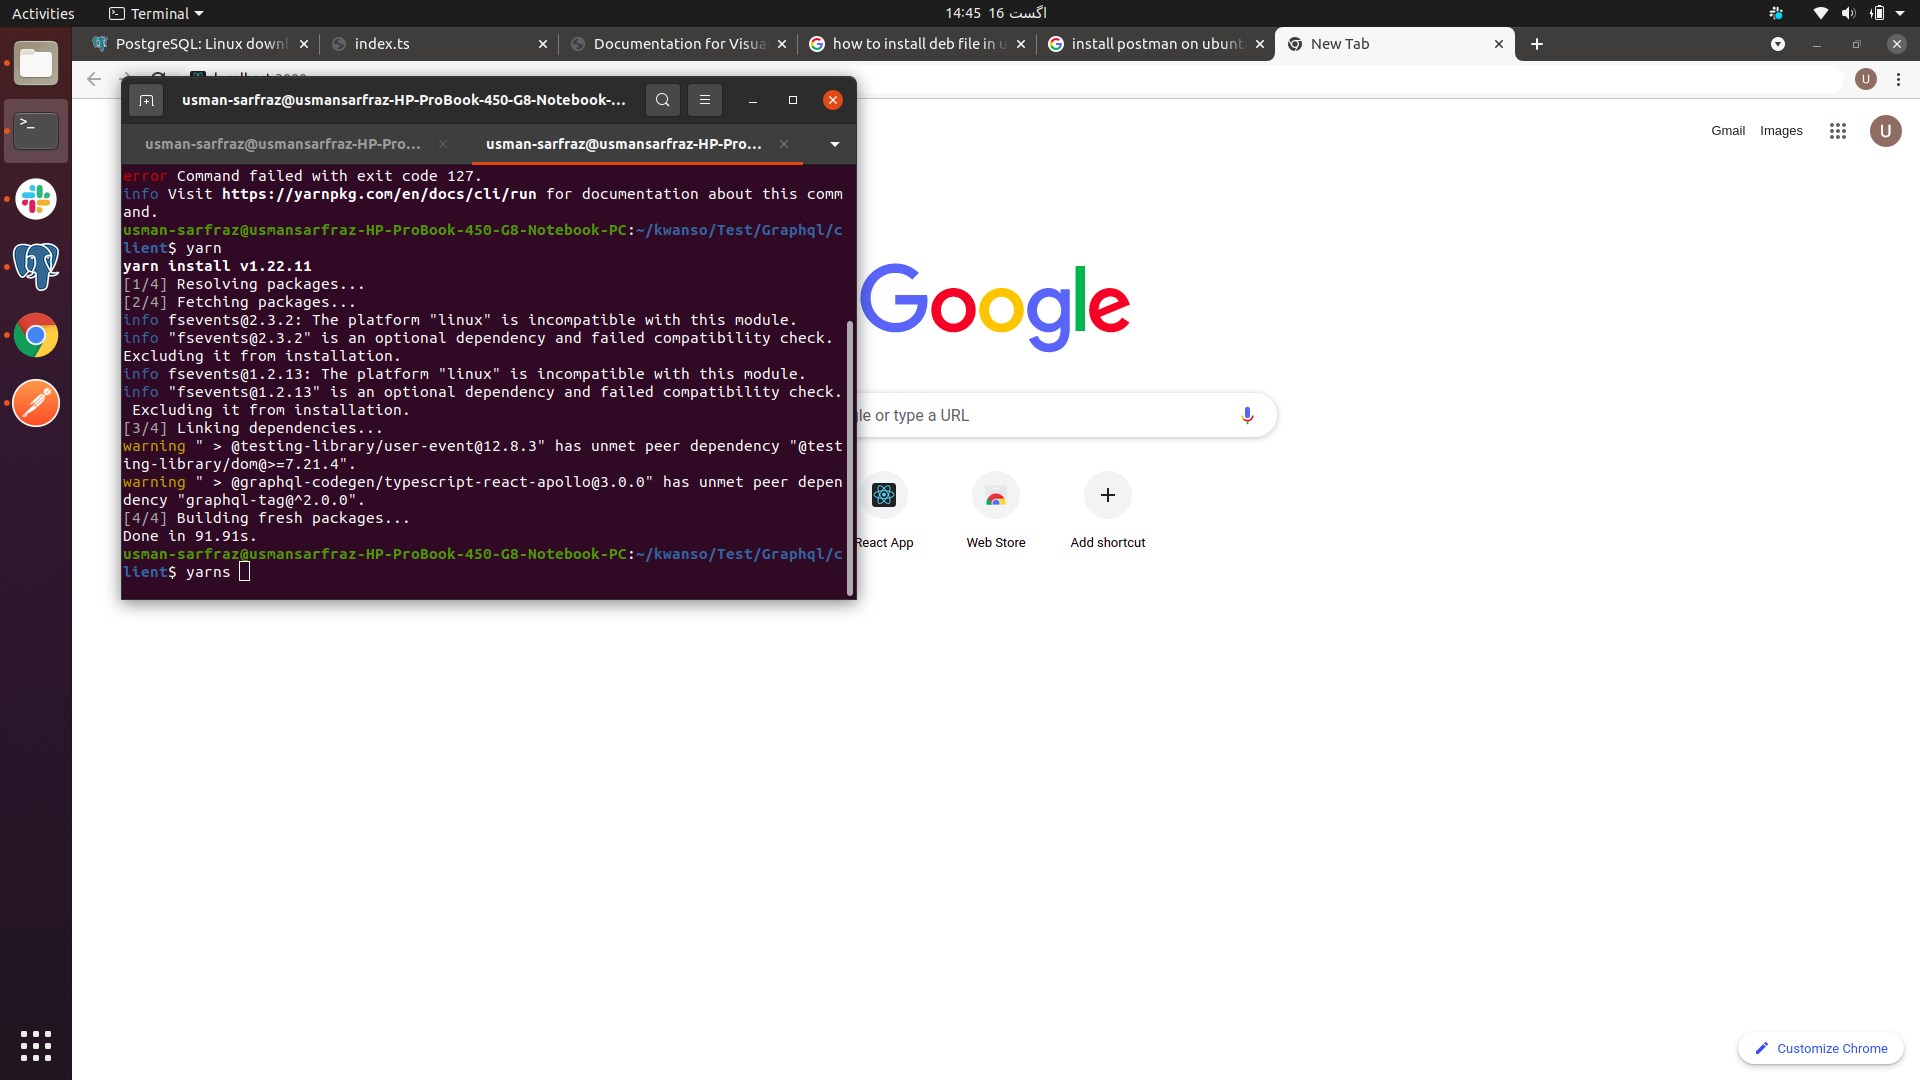 Activities
Terminal
14:45 16 اگست
PostgreSQL: Linux downl
index.ts
Documentation for Visua
how to install deb file in u
install postman on ubunt
New Tab
U
usman-sarfraz@usmansarfraz-HP-ProBook-450-G8-Notebook-...
usman-sarfraz@usmansarfraz-HP-Pro...
usman-sarfraz@usmansarfraz-HP-Pro...
error Command failed with exit code 127.
info Visit https://yarnpkg.com/en/docs/cli/run for documentation about this comm
and.
usman-sarfraz@usmansarfraz-HP-ProBook-450-G8-Notebook-PC:~/kwanso/Test/Graphql/c
lient$ yarn
yarn install v1.22.11
[1/4] Resolving packages...
[2/4] Fetching packages...
info fsevents@2.3.2: The platform "linux" is incompatible with this module.
info "fsevents@2.3.2" is an optional dependency and failed compatibility check.
Excluding it from installation.
info fsevents@1.2.13: The platform "linux" is incompatible with this module.
info "fsevents@1.2.13" is an optional dependency and failed compatibility check.
Excluding it from installation.
[3/4] Linking dependencies...
warning " > @testing-library/user-event@12.8.3" has unmet peer dependency "@test
ing-library/dom@>=7.21.4".
warning " > @graphql-codegen/typescript-react-apollo@3.0.0" has unmet peer depen
dency "graphql-tag@^2.0.0".
[4/4] Building fresh packages...
Done in 91.91s.
usman-sarfraz@usmansarfraz-HP-ProBook-450-G8-Notebook-PC:~/kwanso/Test/Graphql/c
lient$ yarns
Gmail
Images
U
Google
gle or type a URL
React App
Web Store
Add shortcut
Customize Chrome